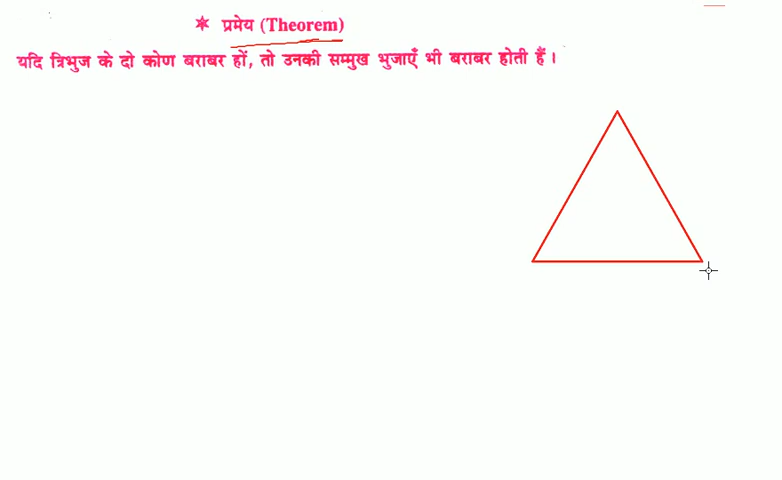 * प्रमेय (Theorem)
यदि त्रिभुज के दो कोण बराबर हों, तो उनकी सम्मुख भुजाएँ भी बराबर होती हैं।